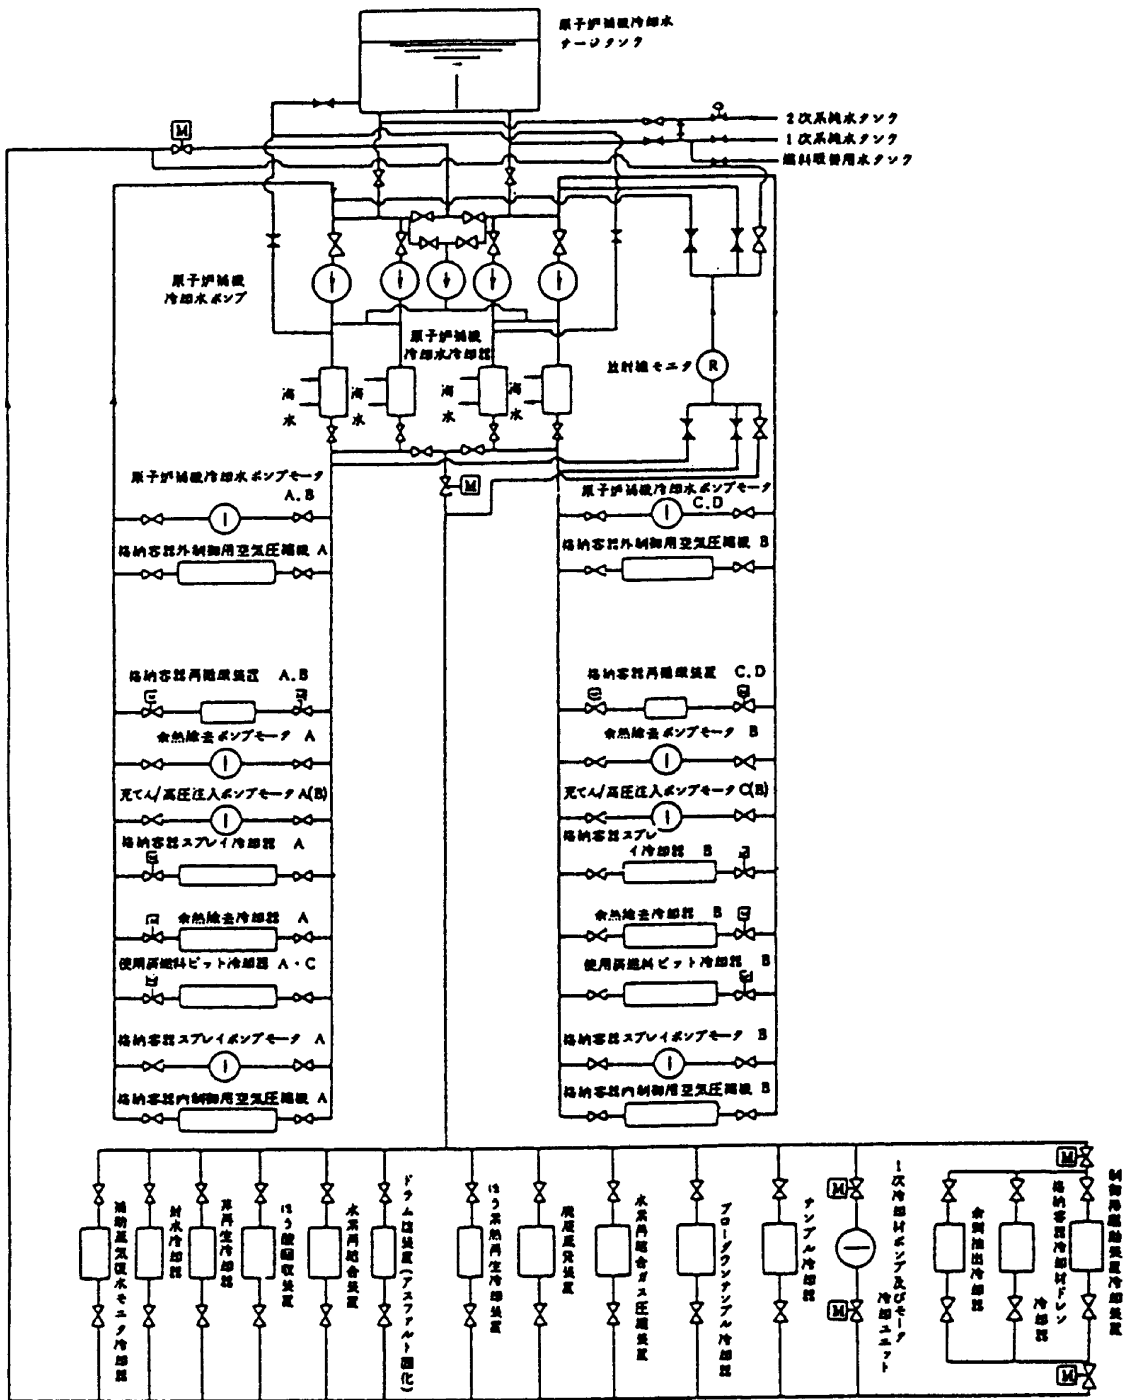 原子炉補機冷却水
サージタンク
M
2次系純水タンク
1次系純水タンク
燃料取替用水タンク
原子炉補機
冷却水ポンプ
原子炉補機
冷却水冷却器
放射線モニタ
R
海水
海水
海水
海水
M
原子炉補機冷却水ポンプモータ
A.B
格納容器外制御用空気圧縮機 A
格納容器再循環装置 A.B
余熱除去ポンプモータ A
充てん/高圧注入ポンプモータA(B)
格納容器スプレイ冷却器 A
余熱除去冷却器 A
使用済燃料ピット冷却器 A・C
格納容器スプレイポンプモータ A
格納容器内制御用空気圧縮機 A
原子炉補機冷却水ポンプモータ
C.D
格納容器外制御用空気圧縮機 B
格納容器再循環装置 C.D
余熱除去ポンプモータ B
充てん/高圧注入ポンプモータC(B)
格納容器スプレ
イ冷却器 B
余熱除去冷却器 B
使用済燃料ピット冷却器 B
格納容器スプレイポンプモータ B
格納容器内制御用空気圧縮機 B
補助蒸気復水モニタ冷却器
封水冷却器
非再生冷却器
ほう酸回収装置
水素再結合装置
ドラム詰装置(アスファルト固化)
ほう素熱再生冷却装置
廃液蒸発装置
水素再結合ガス圧縮装置
ブローダウンサンプル冷却器
サンプル冷却器
M
M
1次冷却材ポンプ及びモータ
冷却ユニット
余剰抽出冷却器
格納容器冷却材ドレン
冷却器
M
M
制御棒駆動装置冷却装置